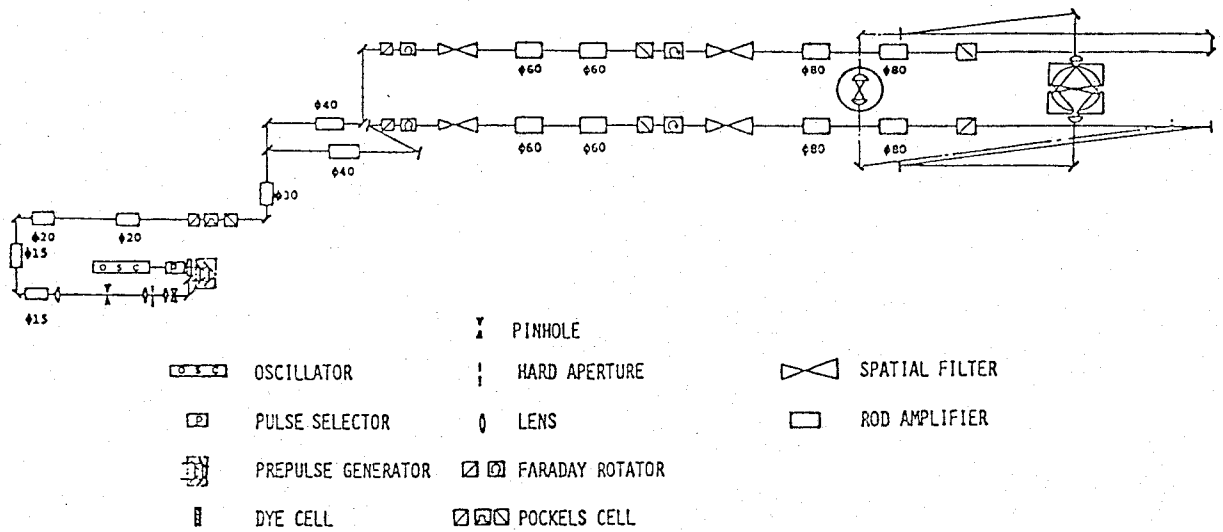 φ60 φ60 φ80 φ80
φ40
φ60 φ60 φ80 φ80
φ40
φ30
φ20 φ20
φ15
O S C P
φ15
PINHOLE
O S C OSCILLATOR HARD APERTURE SPATIAL FILTER
P PULSE SELECTOR LENS ROD AMPLIFIER
PREPULSE GENERATOR FARADAY ROTATOR
DYE CELL POCKELS CELL